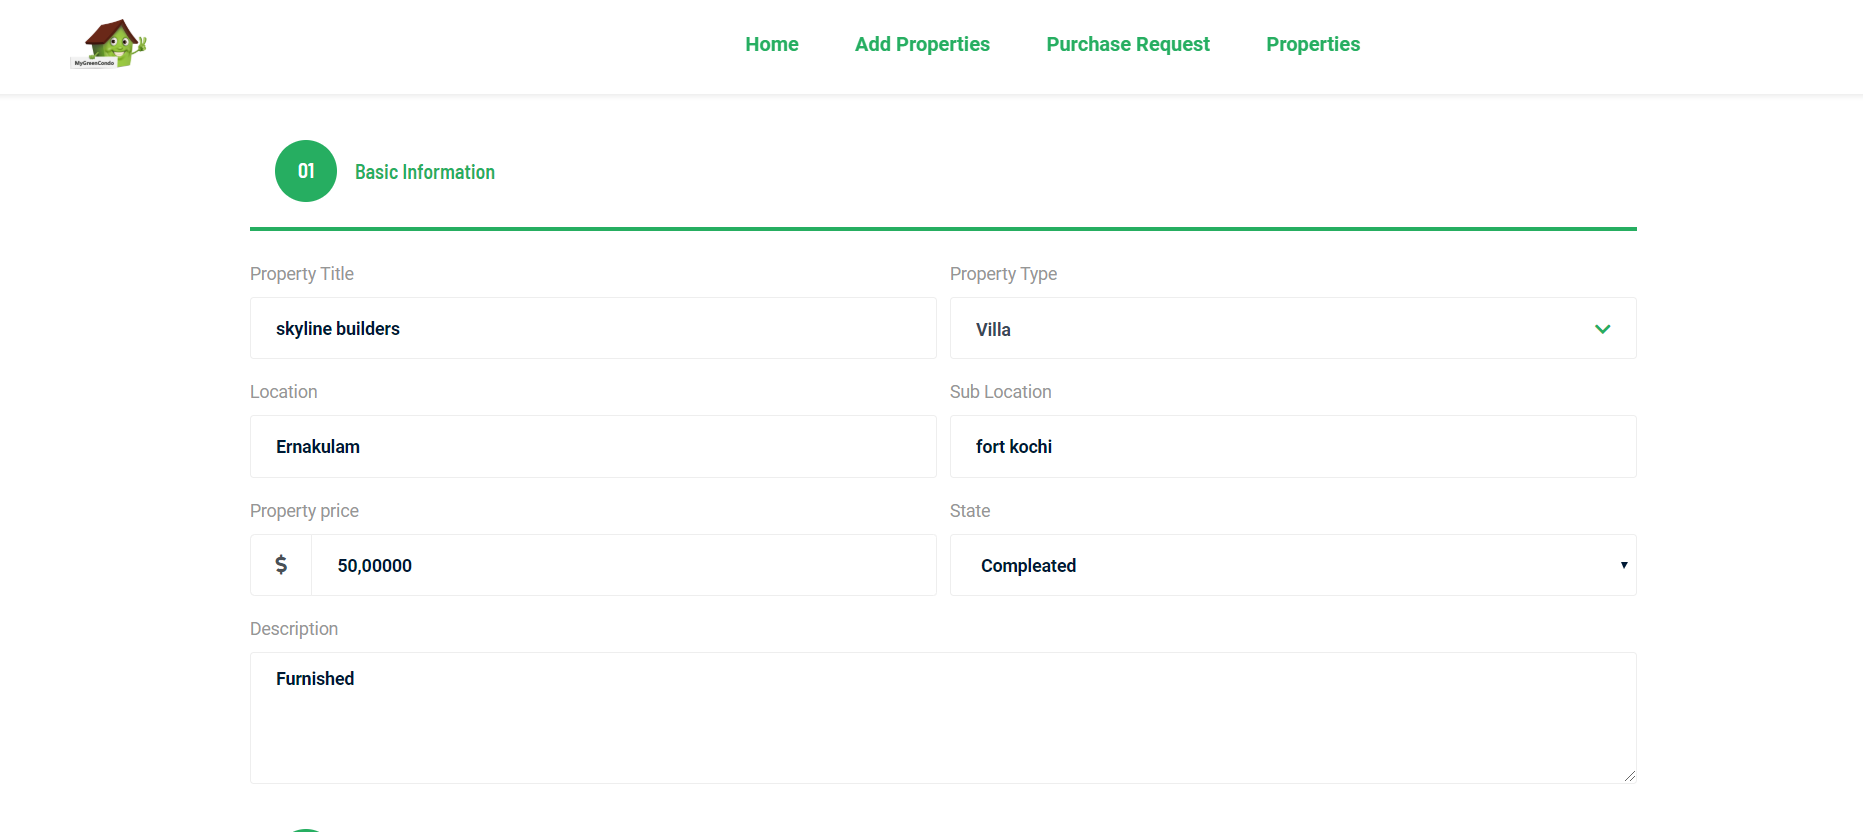 MyGreenCondo
Home Add Properties Purchase Request Properties
01 Basic Information
Property Title Property Type
skyline builders Villa
Location Sub Location
Ernakulam fort kochi
Property price State
$ 50,00000 Compleated
Description
Furnished